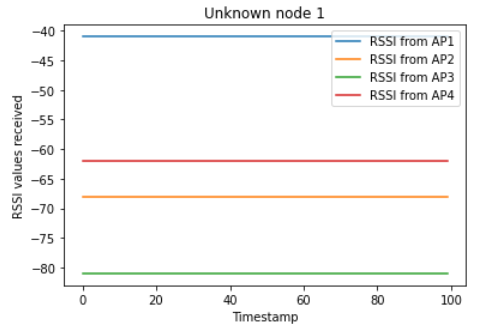 Unknown node 1
RSSI from AP1
RSSI from AP2
RSSI from AP3
RSSI from AP4
RSSI values received
−40
−45
−50
−55
−60
−65
−70
−75
−80
0 20 40 60 80 100
Timestamp